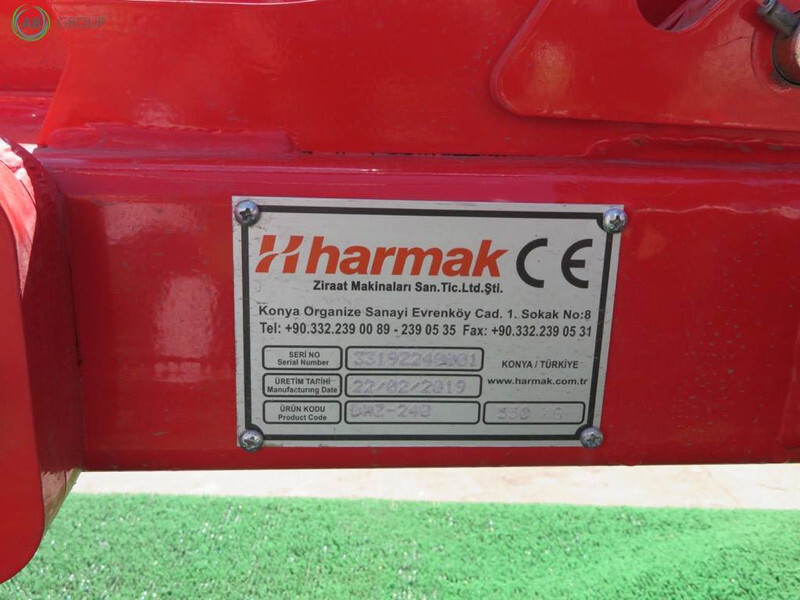 GROUP
harmak CE
Ziraat Makinaları San.Tic.Ltd.Şti.
Konya Organize Sanayi Evrenköy Cad. 1. Sokak No:8
Tel: +90.332.239 00 89 - 239 05 35 Fax: +90.332.239 05 31
SERİ NO
Serial Number
33192240001
KONYA / TÜRKİYE
ÜRETİM TARİHİ
Manufacturing Date
22/02/2019
www.harmak.com.tr
ÜRÜN KODU
Product Code